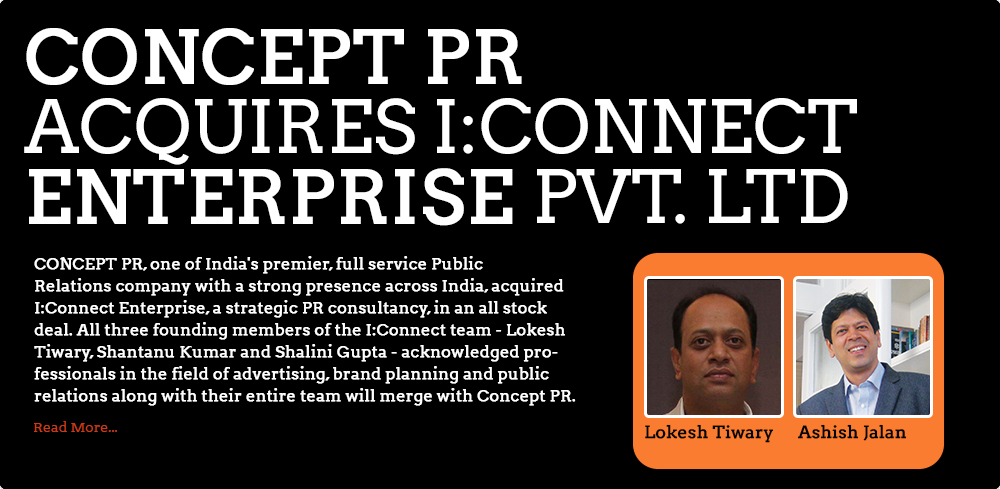 CONCEPT PR
ACQUIRES I:CONNECT
ENTERPRISE PVT. LTD
CONCEPT PR, one of India's premier, full service Public
Relations company with a strong presence across India, acquired
I:Connect Enterprise, a strategic PR consultancy, in an all stock
deal. All three founding members of the I:Connect team - Lokesh
Tiwary, Shantanu Kumar and Shalini Gupta - acknowledged pro-
fessionals in the field of advertising, brand planning and public
relations along with their entire team will merge with Concept PR.
Read More...
Lokesh Tiwary
Ashish Jalan